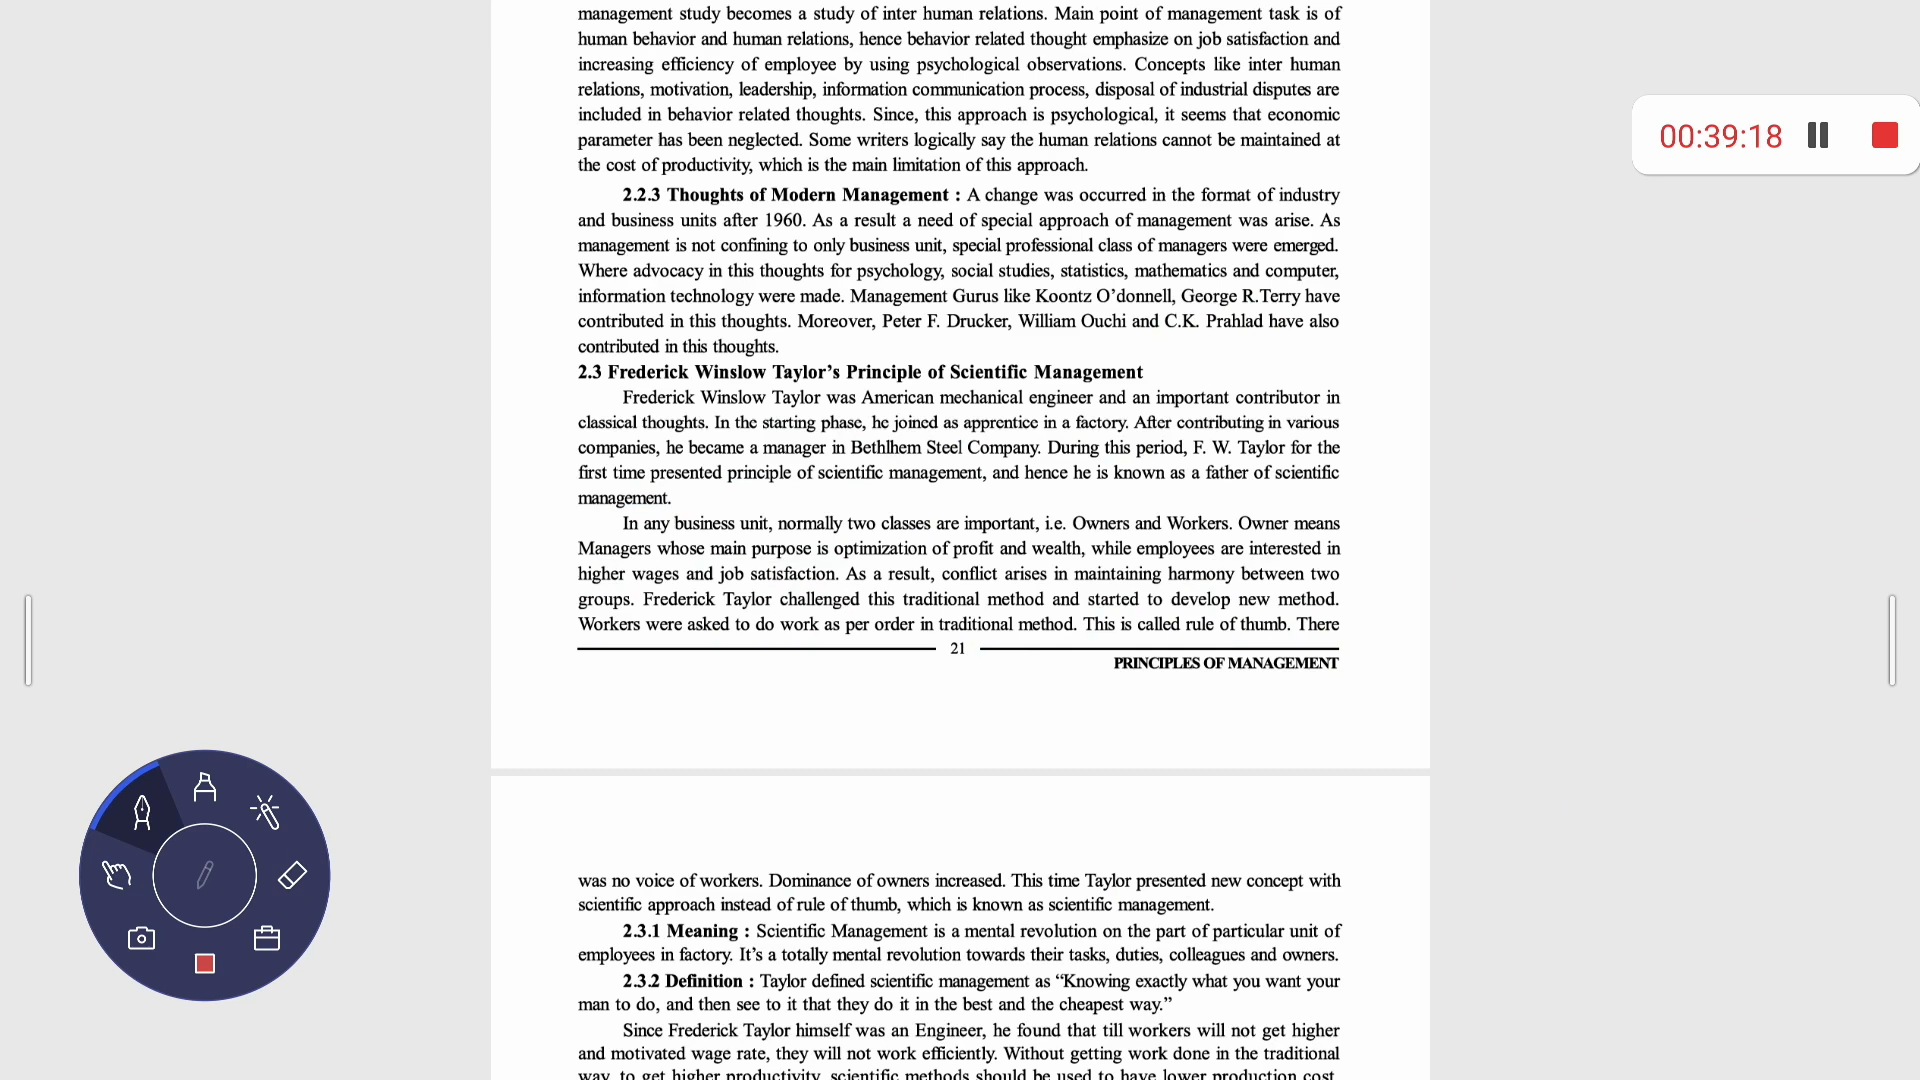 management study becomes a study of inter human relations. Main point of management task is of
human behavior and human relations, hence behavior related thought emphasize on job satisfaction and
increasing efficiency of employee by using psychological observations. Concepts like inter human
relations, motivation, leadership, information communication process, disposal of industrial disputes are
included in behavior related thoughts. Since, this approach is psychological, it seems that economic
parameter has been neglected. Some writers logically say the human relations cannot be maintained at
the cost of productivity, which is the main limitation of this approach.
2.2.3 Thoughts of Modern Management : A change was occurred in the format of industry
and business units after 1960. As a result a need of special approach of management was arise. As
management is not confining to only business unit, special professional class of managers were emerged.
Where advocacy in this thoughts for psychology, social studies, statistics, mathematics and computer,
information technology were made. Management Gurus like Koontz O’donnell, George R.Terry have
contributed in this thoughts. Moreover, Peter F. Drucker, William Ouchi and C.K. Prahlad have also
contributed in this thoughts.
2.3 Frederick Winslow Taylor’s Principle of Scientific Management
Frederick Winslow Taylor was American mechanical engineer and an important contributor in
classical thoughts. In the starting phase, he joined as apprentice in a factory. After contributing in various
companies, he became a manager in Bethlhem Steel Company. During this period, F. W. Taylor for the
first time presented principle of scientific management, and hence he is known as a father of scientific
management.
In any business unit, normally two classes are important, i.e. Owners and Workers. Owner means
Managers whose main purpose is optimization of profit and wealth, while employees are interested in
higher wages and job satisfaction. As a result, conflict arises in maintaining harmony between two
groups. Frederick Taylor challenged this traditional method and started to develop new method.
Workers were asked to do work as per order in traditional method. This is called rule of thumb. There
21
PRINCIPLES OF MANAGEMENT
was no voice of workers. Dominance of owners increased. This time Taylor presented new concept with
scientific approach instead of rule of thumb, which is known as scientific management.
2.3.1 Meaning : Scientific Management is a mental revolution on the part of particular unit of
employees in factory. It’s a totally mental revolution towards their tasks, duties, colleagues and owners.
2.3.2 Definition : Taylor defined scientific management as “Knowing exactly what you want your
man to do, and then see to it that they do it in the best and the cheapest way.”
Since Frederick Taylor himself was an Engineer, he found that till workers will not get higher
and motivated wage rate, they will not work efficiently. Without getting work done in the traditional
way, to get higher productivity, scientific methods should be used to have lower production cost.
00:39:18